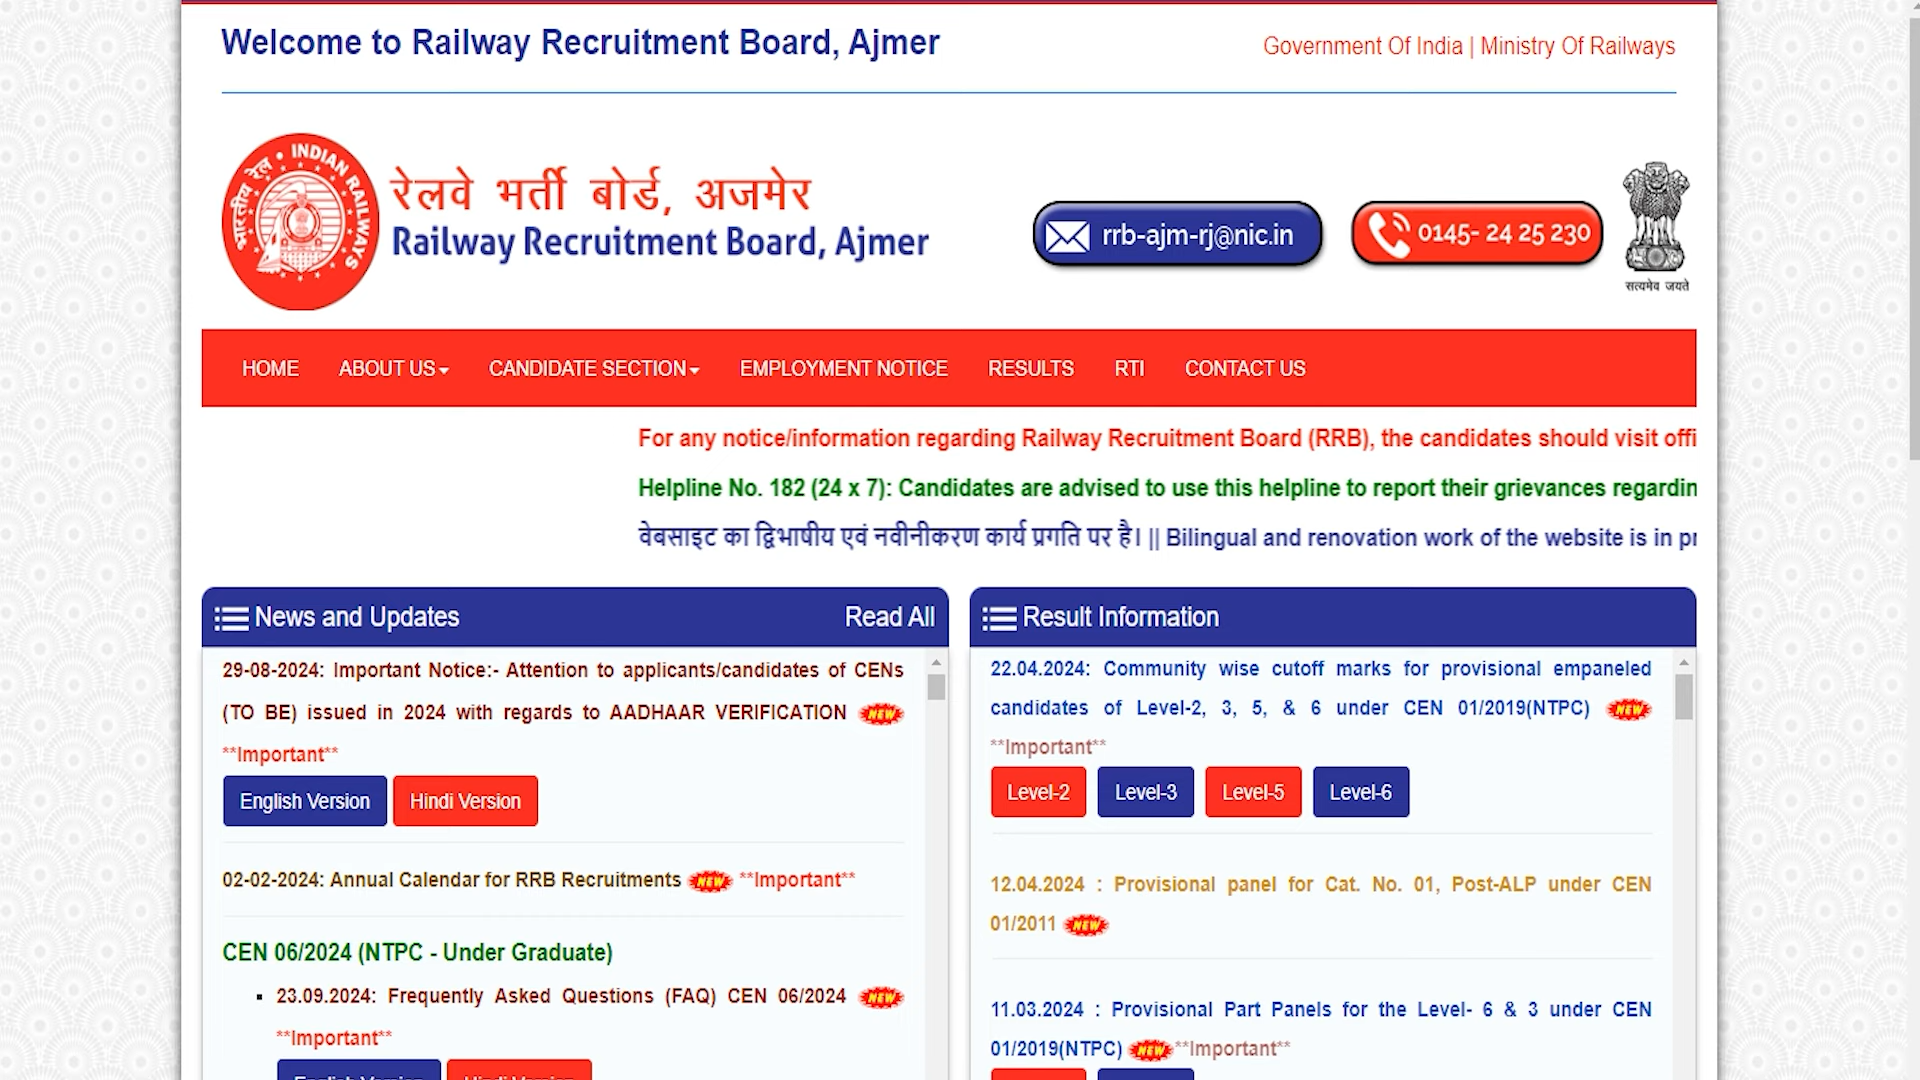 Welcome to Railway Recruitment Board, Ajmer
Government Of India | Ministry Of Railways
भारतीय रेल • INDIAN RAILWAYS
रेलवे भर्ती बोर्ड, अजमेर
Railway Recruitment Board, Ajmer
rrb-ajm-rj@nic.in
0145- 24 25 230
सत्यमेव जयते
HOME
ABOUT US
CANDIDATE SECTION
EMPLOYMENT NOTICE
RESULTS
RTI
CONTACT US
For any notice/information regarding Railway Recruitment Board (RRB), the candidates should visit offi
Helpline No. 182 (24 x 7): Candidates are advised to use this helpline to report their grievances regardin
वेबसाइट का द्विभाषीय एवं नवीनीकरण कार्य प्रगति पर है। || Bilingual and renovation work of the website is in pr
News and Updates
Read All
29-08-2024: Important Notice:- Attention to applicants/candidates of CENs
(TO BE) issued in 2024 with regards to AADHAAR VERIFICATION NEW
**Important**
English Version
Hindi Version
02-02-2024: Annual Calendar for RRB Recruitments NEW **Important**
CEN 06/2024 (NTPC - Under Graduate)
▪ 23.09.2024: Frequently Asked Questions (FAQ) CEN 06/2024 NEW
**Important**
English Version
Hindi Version
Result Information
22.04.2024: Community wise cutoff marks for provisional empaneled
candidates of Level-2, 3, 5, & 6 under CEN 01/2019(NTPC) NEW
**Important**
Level-2
Level-3
Level-5
Level-6
12.04.2024 : Provisional panel for Cat. No. 01, Post-ALP under CEN
01/2011 NEW
11.03.2024 : Provisional Part Panels for the Level- 6 & 3 under CEN
01/2019(NTPC) NEW **Important**